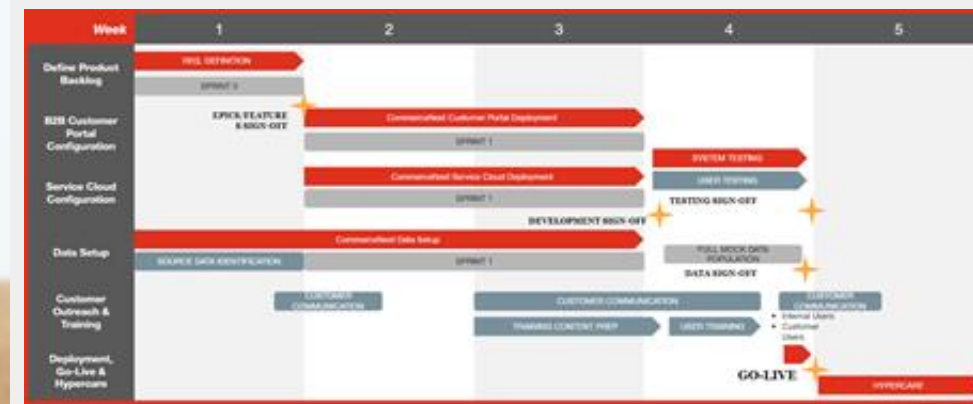 Week 1 2 3 4 5
Define Product
Backlog
REQ. DEFINITION
SPRINT 0
EPICS/FEATURE
S SIGN-OFF
B2B Customer
Portal
Configuration
CommerceNext Customer Portal Deployment
SPRINT 1
SYSTEM TESTING
USER TESTING
Service Cloud
Configuration
CommerceNext Service Cloud Deployment
SPRINT 1
TESTING SIGN-OFF
DEVELOPMENT SIGN-OFF
Data Setup
CommerceNext Data Setup
SOURCE DATA IDENTIFICATION
SPRINT 1
FULL MOCK DATA
POPULATION
DATA SIGN-OFF
Customer
Outreach &
Training
CUSTOMER
COMMUNICATION
CUSTOMER COMMUNICATION
CUSTOMER
COMMUNICATION
TRAINING CONTENT PREP
USER TRAINING
• Internal Users
• Customer
Users
Deployment,
Go-Live &
Hypercare
GO-LIVE
HYPERCARE